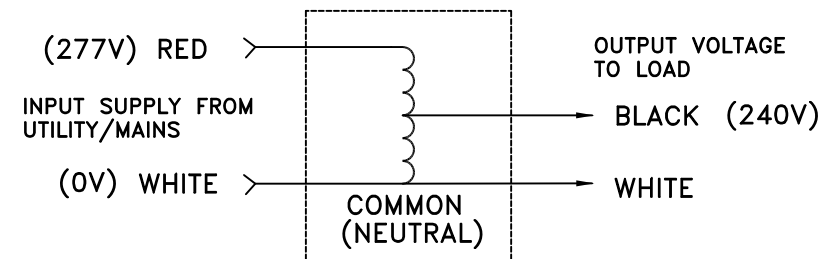 (277V) RED
INPUT SUPPLY FROM
UTILITY/MAINS
(0V) WHITE
COMMON
(NEUTRAL)
OUTPUT VOLTAGE
TO LOAD
BLACK (240V)
WHITE